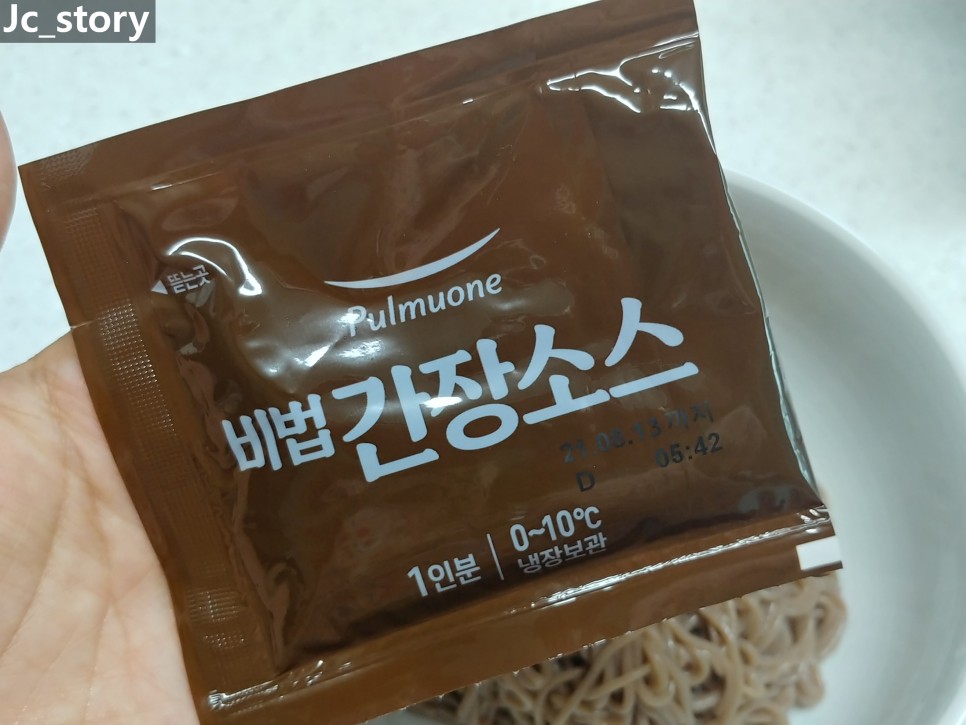 Jc_story
뜯는곳
Pulmuone
비법 간장소스
21.08.13까지
D 05:42
1인분 0~10℃
냉장보관